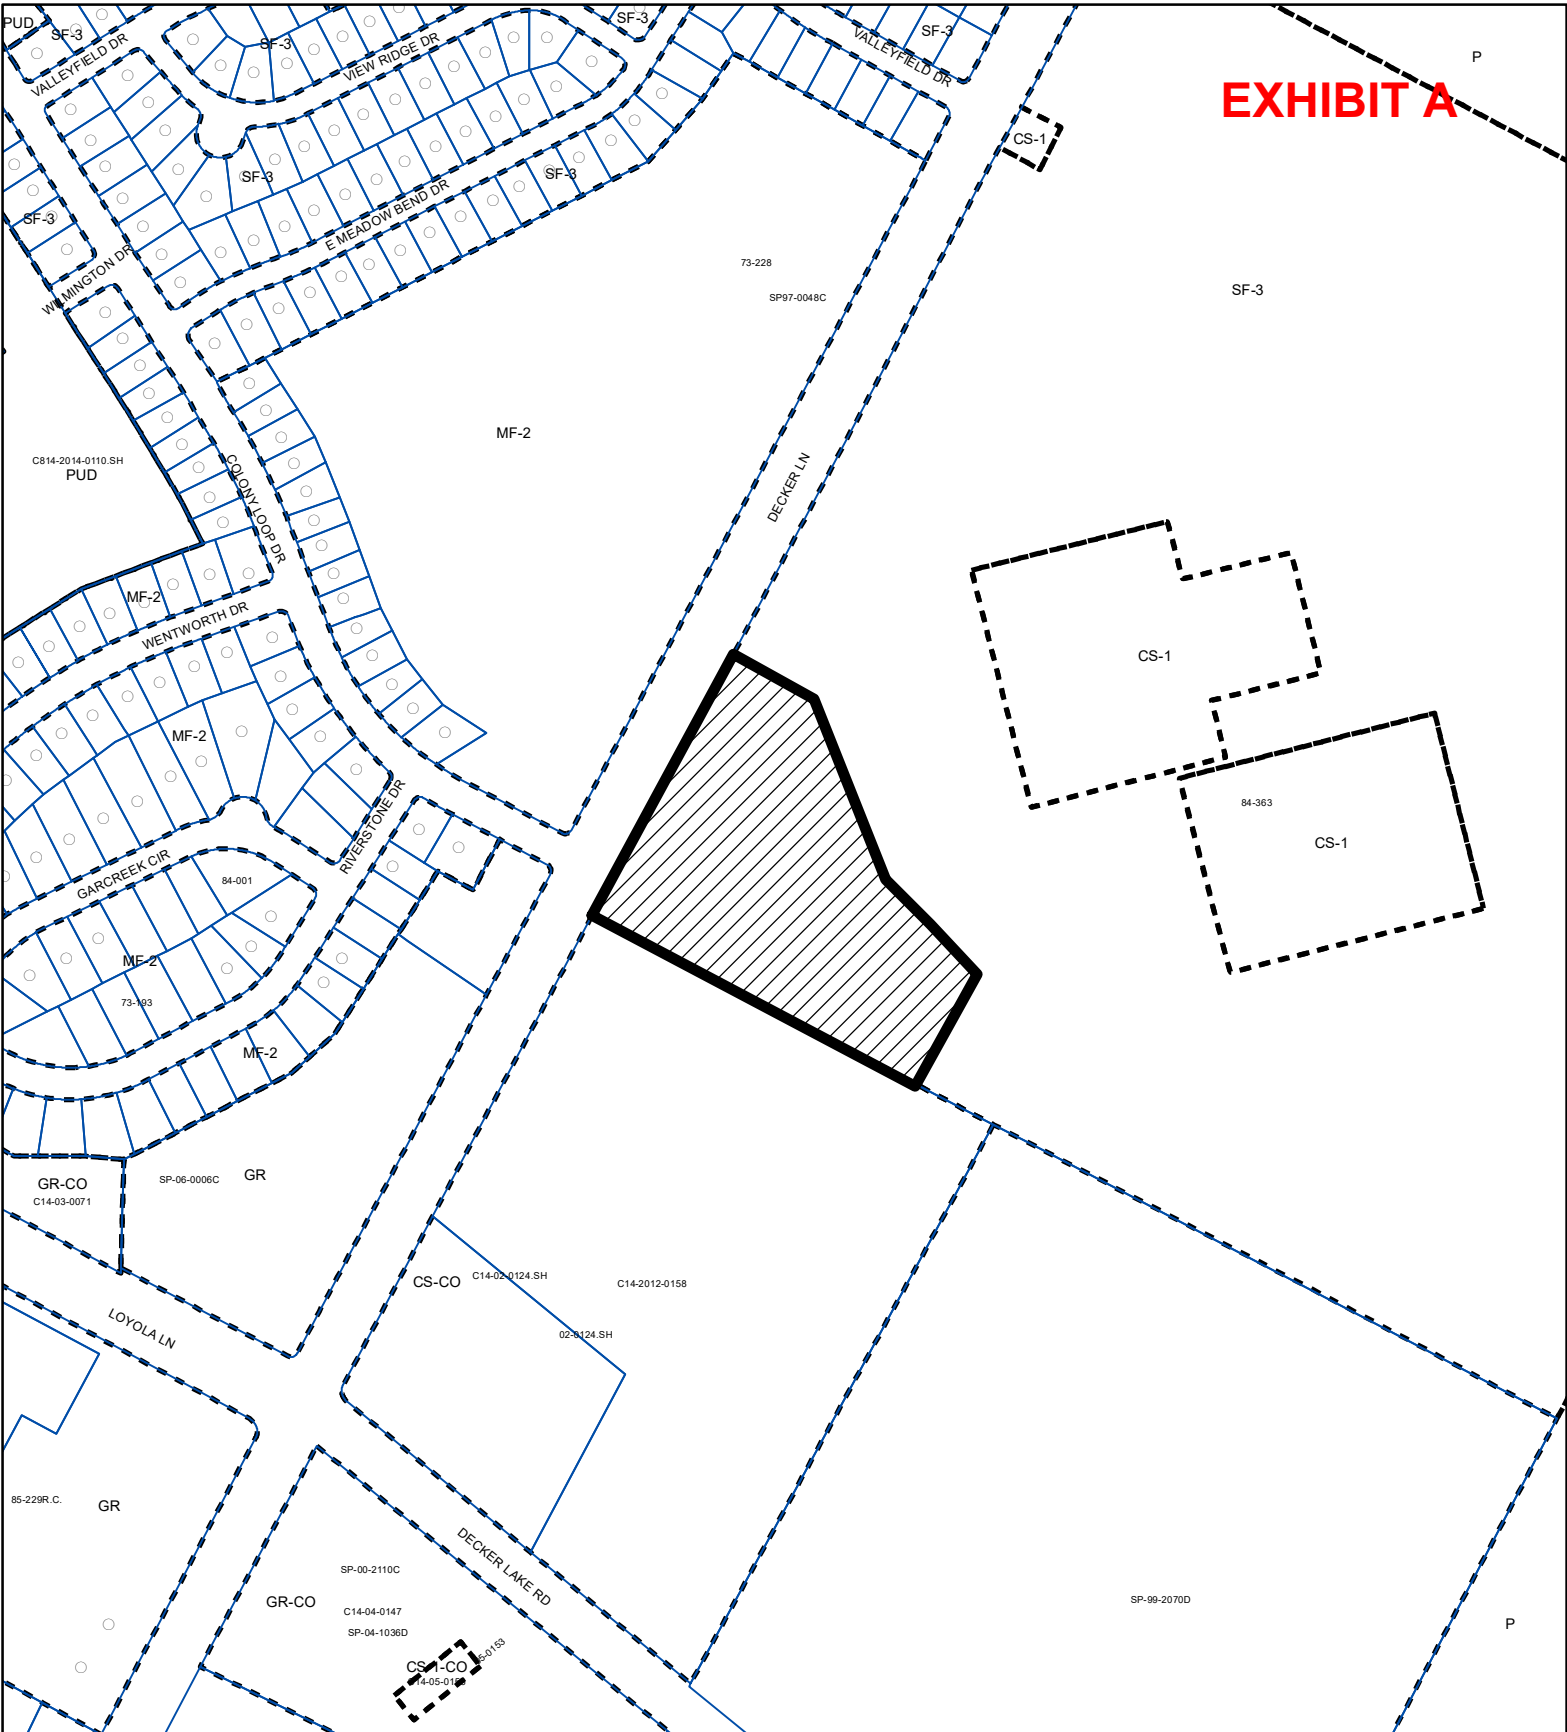 PUD
SF-3
VALLEYFIELD DR
SF-3
VIEW RIDGE DR
SF-3
VALLEYFIELD DR
SF-3
P
EXHIBIT A
CS-1
SF-3
SF-3
SF-3
E MEADOW BEND DR
WILMINGTON DR
73-228
SP97-0048C
SF-3
MF-2
C814-2014-0110.SH
PUD
COLONY LOOP DR
DECKER LN
MF-2
WENTWORTH DR
CS-1
MF-2
RIVERSTONE DR
84-363
CS-1
GARCREEK CIR
84-001
MF-2
73-193
MF-2
GR-CO
C14-03-0071
SP-06-0006C
GR
CS-CO
C14-02-0124.SH
C14-2012-0158
02-0124.SH
LOYOLA LN
85-229R.C.
GR
DECKER LAKE RD
SP-00-2110C
GR-CO
C14-04-0147
SP-04-1036D
CS-1-CO
SP-99-2070D
P